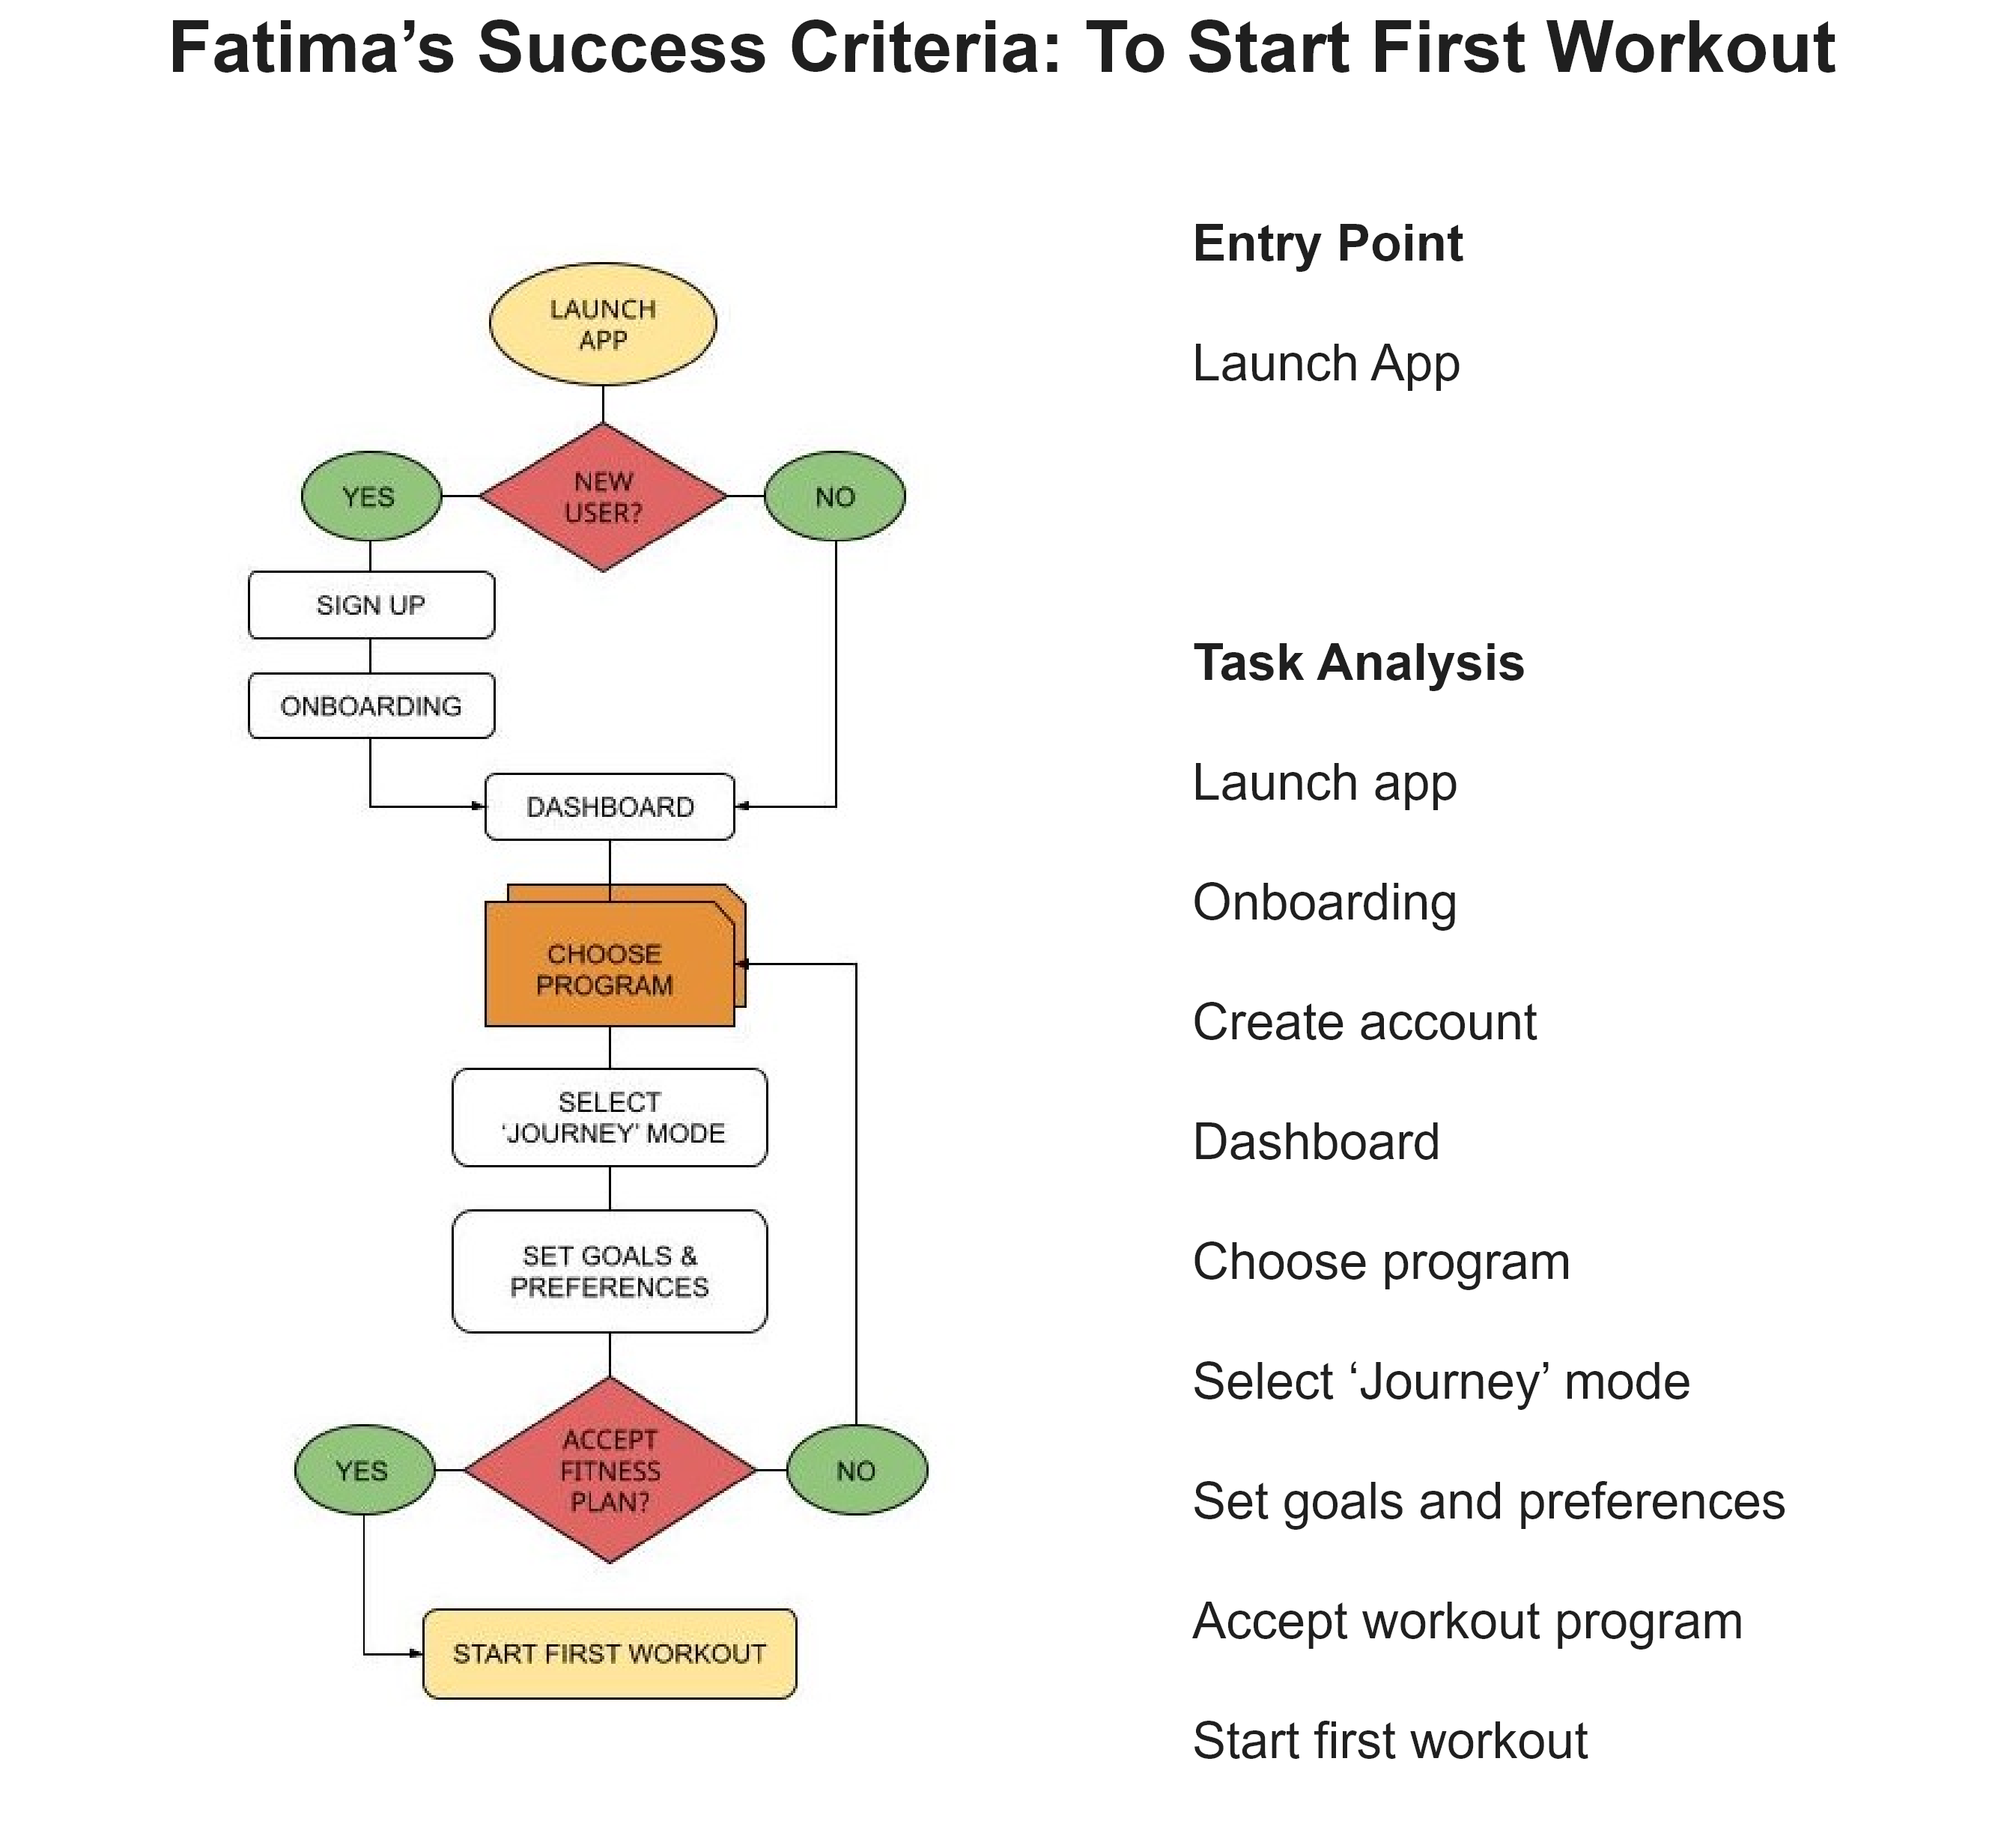 Fatima’s Success Criteria: To Start First Workout
LAUNCH
APP
NEW
USER?
YES
NO
SIGN UP
ONBOARDING
DASHBOARD
CHOOSE
PROGRAM
SELECT
‘JOURNEY’ MODE
SET GOALS &
PREFERENCES
ACCEPT
FITNESS
PLAN?
YES
NO
START FIRST WORKOUT
Entry Point
Launch App
Task Analysis
Launch app
Onboarding
Create account
Dashboard
Choose program
Select ‘Journey’ mode
Set goals and preferences
Accept workout program
Start first workout